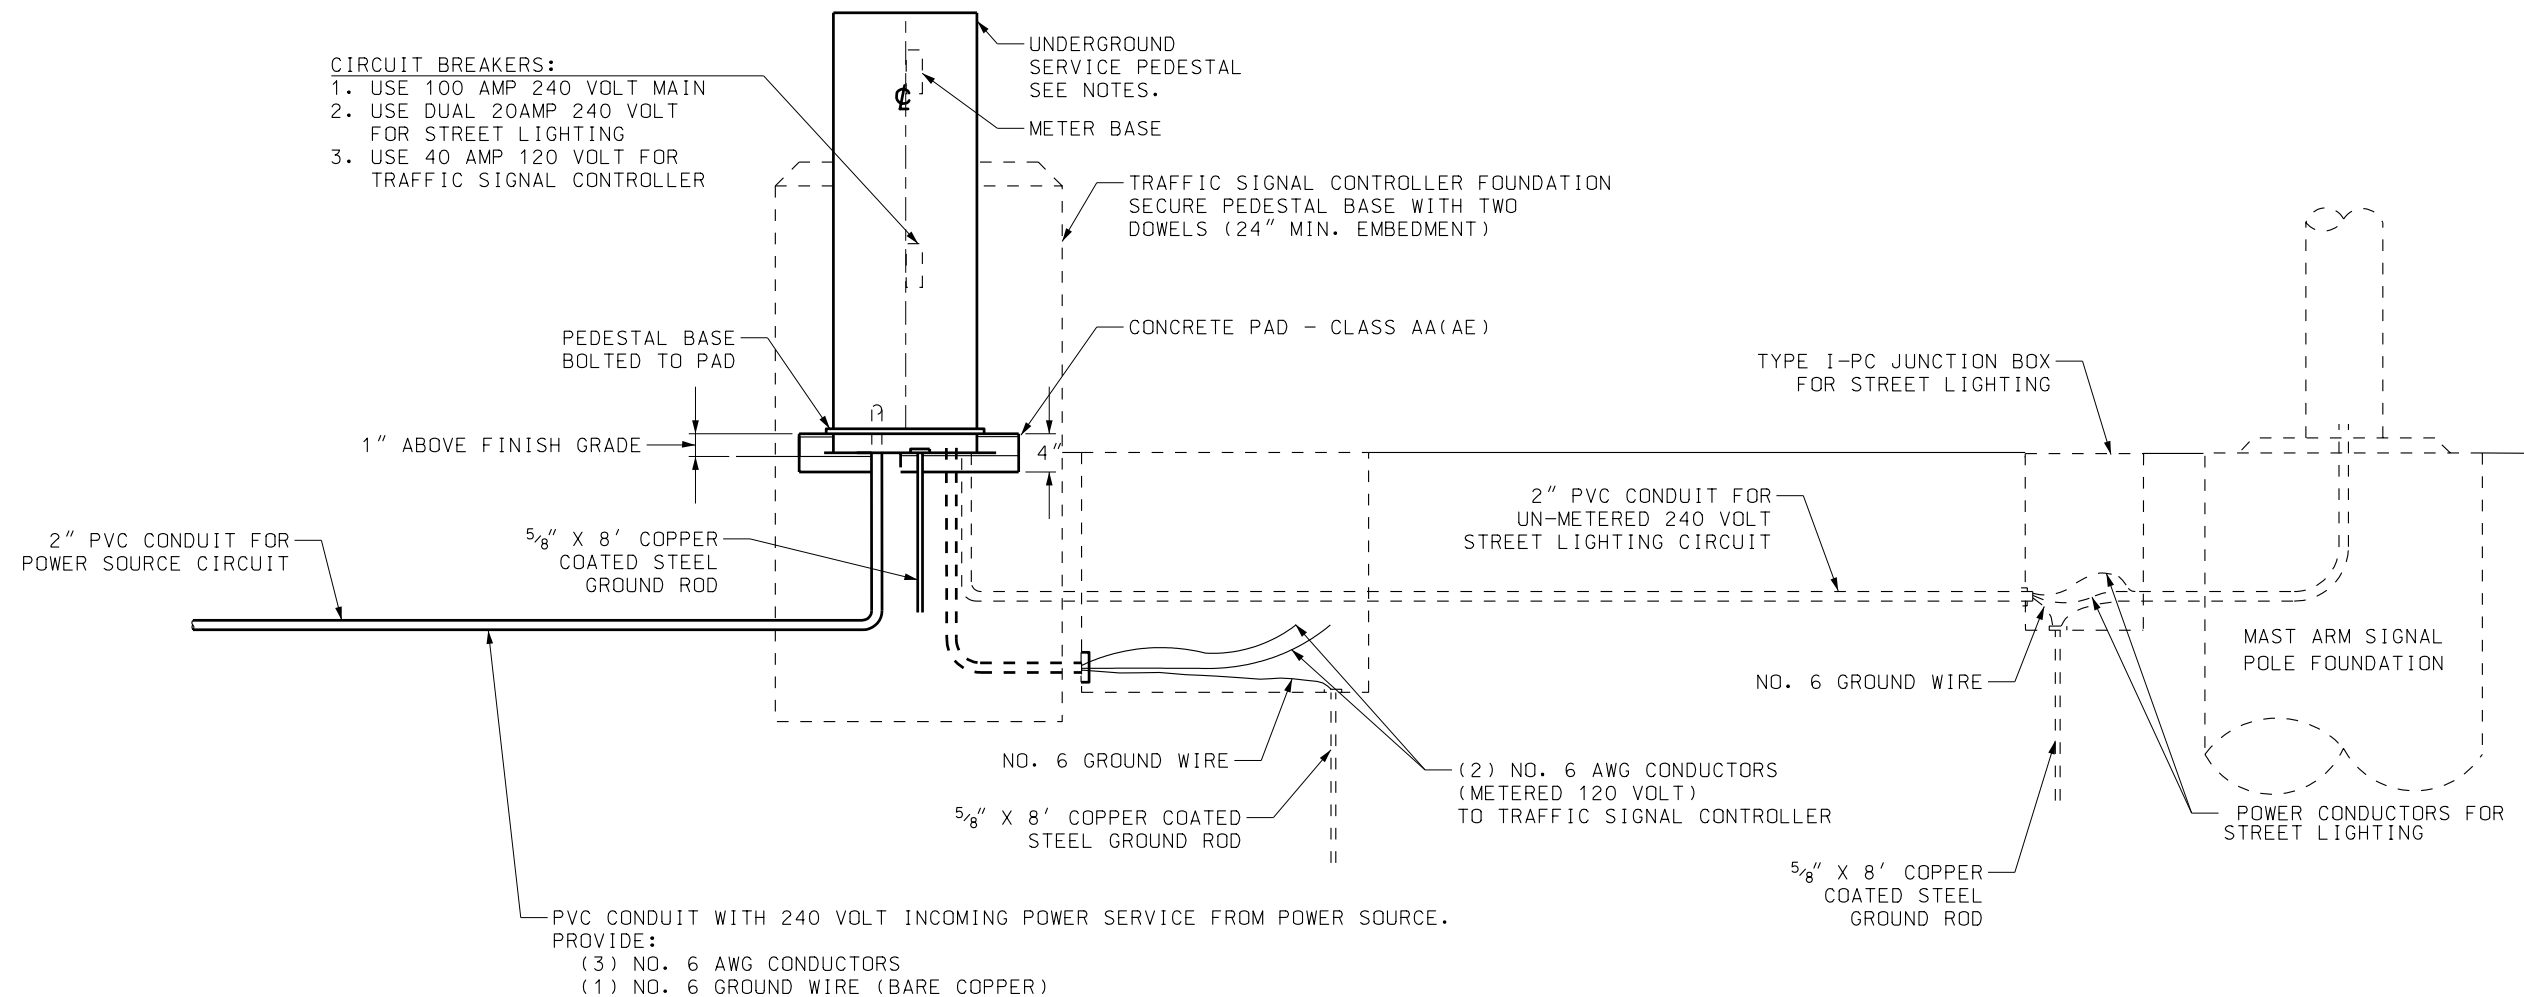 UNDERGROUND
SERVICE PEDESTAL
SEE NOTES.
METER BASE
CIRCUIT BREAKERS:
1. USE 100 AMP 240 VOLT MAIN
2. USE DUAL 20AMP 240 VOLT
FOR STREET LIGHTING
3. USE 40 AMP 120 VOLT FOR
TRAFFIC SIGNAL CONTROLLER
℄
TRAFFIC SIGNAL CONTROLLER FOUNDATION
SECURE PEDESTAL BASE WITH TWO
DOWELS (24" MIN. EMBEDMENT)
PEDESTAL BASE
BOLTED TO PAD
CONCRETE PAD - CLASS AA(AE)
TYPE I-PC JUNCTION BOX
FOR STREET LIGHTING
1" ABOVE FINISH GRADE
4"
2" PVC CONDUIT FOR
UN-METERED 240 VOLT
STREET LIGHTING CIRCUIT
2" PVC CONDUIT FOR
POWER SOURCE CIRCUIT
5/8" X 8' COPPER
COATED STEEL
GROUND ROD
MAST ARM SIGNAL
POLE FOUNDATION
NO. 6 GROUND WIRE
NO. 6 GROUND WIRE
(2) NO. 6 AWG CONDUCTORS
(METERED 120 VOLT)
TO TRAFFIC SIGNAL CONTROLLER
5/8" X 8' COPPER COATED
STEEL GROUND ROD
POWER CONDUCTORS FOR
STREET LIGHTING
5/8" X 8' COPPER
COATED STEEL
GROUND ROD
PVC CONDUIT WITH 240 VOLT INCOMING POWER SERVICE FROM POWER SOURCE.
PROVIDE:
(3) NO. 6 AWG CONDUCTORS
(1) NO. 6 GROUND WIRE (BARE COPPER)